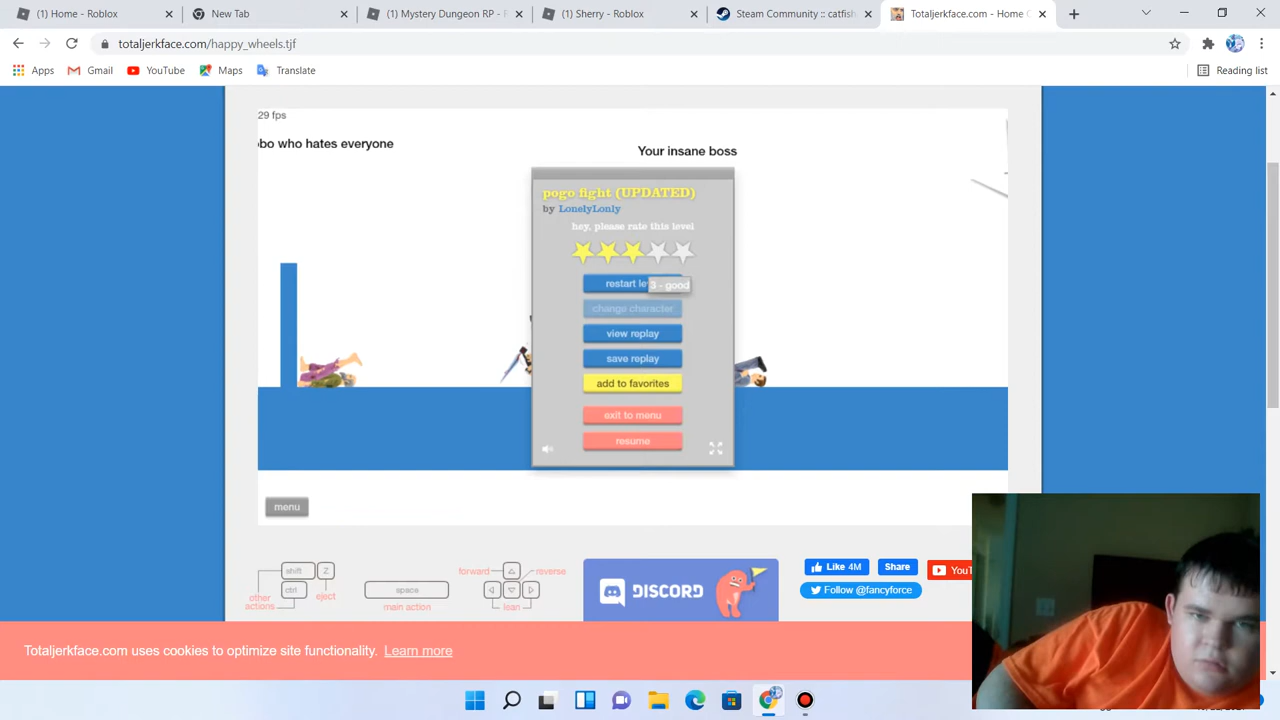 (1) Roblox
New Tab
(1) Mystery Dungeon RP - F
(1) Sherry - Roblox
Steam Community :: catfish
Totaljerkface.com - Home O
totaljerkface.com/happy_wheels.tjf
Apps
Gmail
YouTube
Maps
Translate
Reading list
29 fps
obo who hates everyone
Your insane boss
pogo fight (UPDATED)
by LonelyLonly
hey, please rate this level
restart le
3 - good
change character
view replay
save replay
add to favorites
exit to menu
resume
menu
shift
Z
ctrl
eject
other
actions
space
main action
forward
reverse
lean
DISCORD
Like 4M
Share
YouT
Follow @fancyforce
Totaljerkface.com uses cookies to optimize site functionality. Learn more